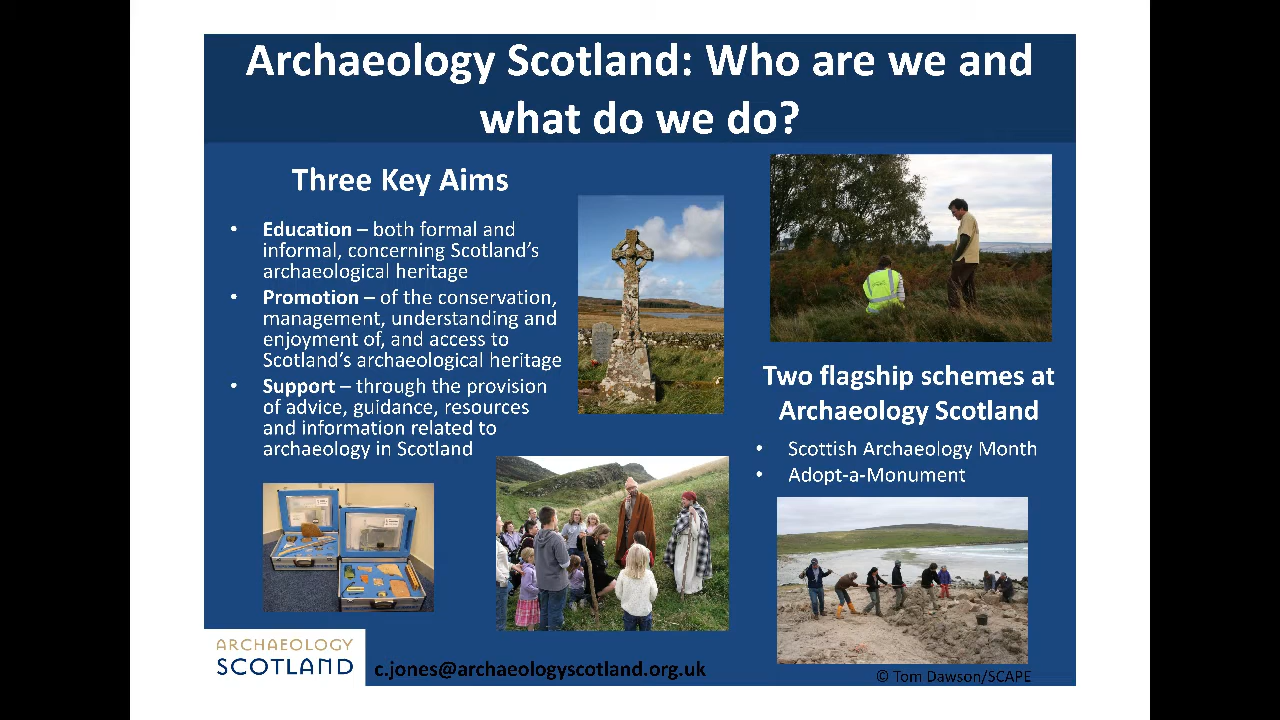 Archaeology Scotland: Who are we and
what do we do?
Three Key Aims
• Education – both formal and
informal, concerning Scotland's
archaeological heritage
• Promotion – of the conservation,
management, understanding and
enjoyment of, and access to
Scotland's archaeological heritage
• Support – through the provision
of advice, guidance, resources
and information related to
archaeology in Scotland
Two flagship schemes at
Archaeology Scotland
• Scottish Archaeology Month
• Adopt-a-Monument
ARCHAEOLOGY
SCOTLAND
c.jones@archaeologyscotland.org.uk
© Tom Dawson/SCAPE